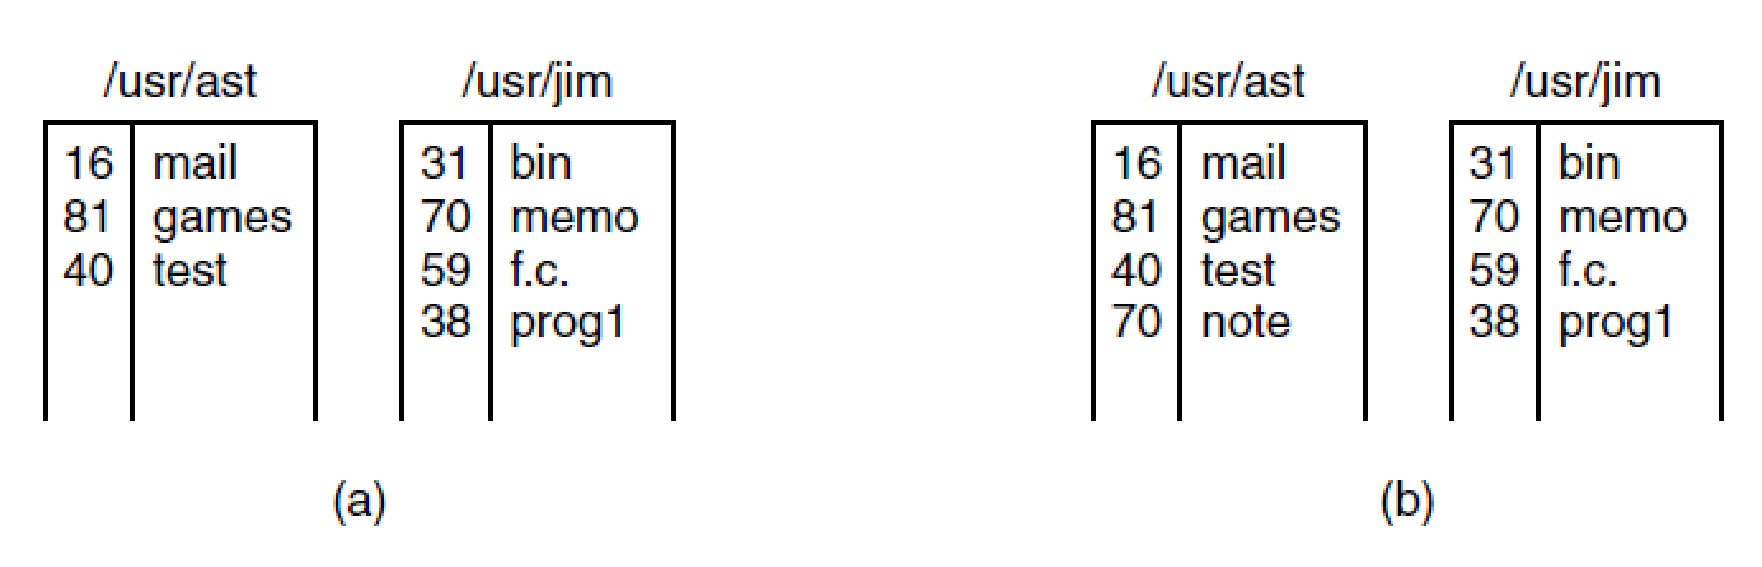 /usr/ast
16 mail
81 games
40 test
/usr/jim
31 bin
70 memo
59 f.c.
38 prog1
(a)
/usr/ast
16 mail
81 games
40 test
70 note
/usr/jim
31 bin
70 memo
59 f.c.
38 prog1
(b)